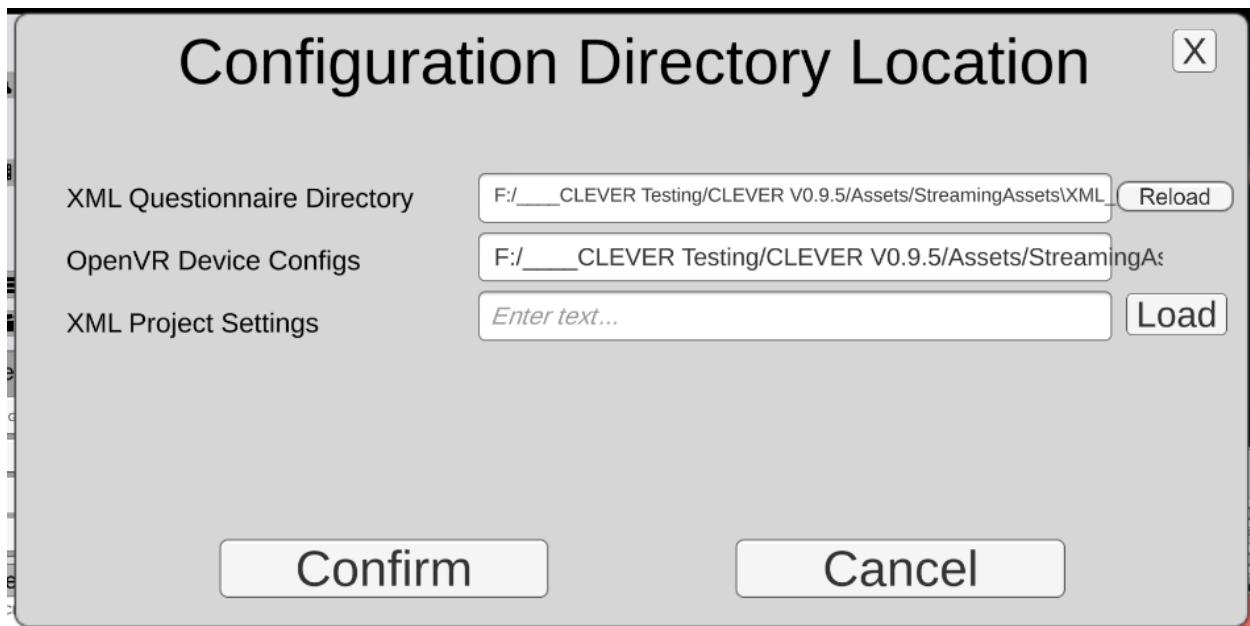 Configuration Directory Location
X
XML Questionnaire Directory
F:/____CLEVER Testing/CLEVER V0.9.5/Assets/StreamingAssets\XML_
Reload
OpenVR Device Configs
F:/____CLEVER Testing/CLEVER V0.9.5/Assets/StreamingAs
XML Project Settings
Enter text...
Load
Confirm
Cancel